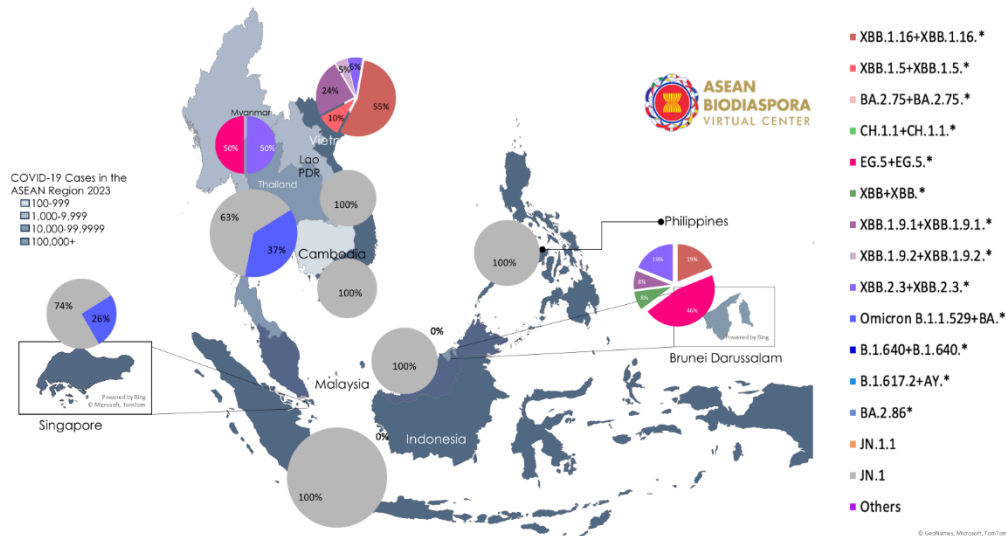 ASEAN
BIODIASPORA
VIRTUAL CENTER
XBB.1.16+XBB.1.16.*
XBB.1.5+XBB.1.5.*
BA.2.75+BA.2.75.*
CH.1.1+CH.1.1.*
EG.5+EG.5.*
XBB+XBB.*
XBB.1.9.1+XBB.1.9.1.*
XBB.1.9.2+XBB.1.9.2.*
XBB.2.3+XBB.2.3.*
Omicron B.1.1.529+BA.*
B.1.640+B.1.640.*
B.1.617.2+AY.*
BA.2.86*
JN.1.1
JN.1
Others
COVID-19 Cases in the
ASEAN Region 2023
100-999
1,000-9,999
10,000-99,9999
100,000+
Myanmar
50%
50%
5%
24%
10%
55%
Lao
PDR
100%
Thailand
63%
37%
Cambodia
100%
Philippines
100%
19%
8%
8%
46%
Powered by Bing
Brunei Darussalam
74%
26%
Powered by Bing
© Microsoft, TomTom
Singapore
Malaysia
0%
100%
0%
Indonesia
100%
© GeoNames, Microsoft, TomTom